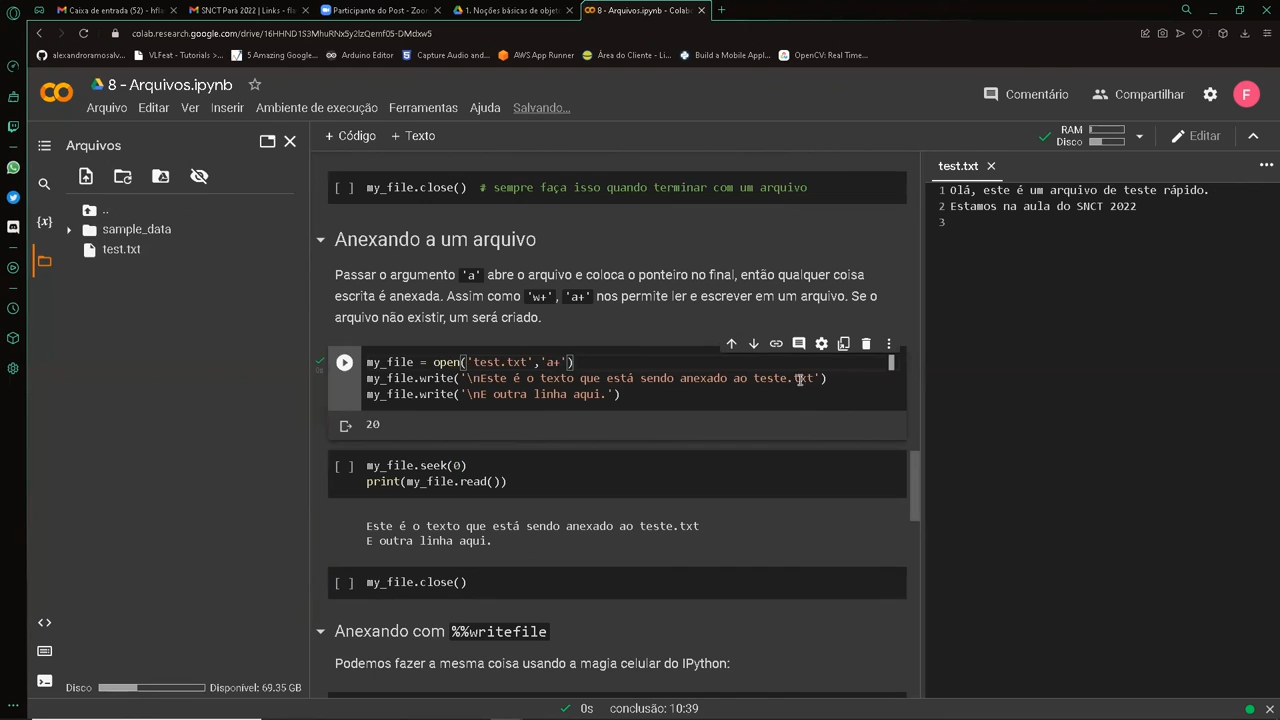 Caixa de entrada (52) - hfl
SNCT Pará 2022 | Links - fla
Participante do Post - Zoom
1. Noções básicas de objeto
8 - Arquivos.ipynb - Colab
colab.research.google.com/drive/16HHND1S3MhuRNx5y2lzQemf05-DMdxw5
alexandroramosalv...
VLFeat - Tutorials >...
5 Amazing Google...
Arduino Editor
Capture Audio and...
AWS App Runner
Área do Cliente - Li...
Build a Mobile Appl...
OpenCV: Real Time...
8 - Arquivos.ipynb
Arquivo Editar Ver Inserir Ambiente de execução Ferramentas Ajuda Salvando...
Comentário
Compartilhar
F
Arquivos
..
sample_data
test.txt
+ Código + Texto
RAM
Disco
Editar
[ ] my_file.close() # sempre faça isso quando terminar com um arquivo
Anexando a um arquivo
Passar o argumento 'a' abre o arquivo e coloca o ponteiro no final, então qualquer coisa
escrita é anexada. Assim como 'w+', 'a+' nos permite ler e escrever em um arquivo. Se o
arquivo não existir, um será criado.
0s
my_file = open('test.txt','a+')
my_file.write('\nEste é o texto que está sendo anexado ao teste.txt')
my_file.write('\nE outra linha aqui.')
20
[ ] my_file.seek(0)
print(my_file.read())
Este é o texto que está sendo anexado ao teste.txt
E outra linha aqui.
[ ] my_file.close()
Anexando com %%writefile
Podemos fazer a mesma coisa usando a magia celular do IPython:
test.txt
1 Olá, este é um arquivo de teste rápido.
2 Estamos na aula do SNCT 2022
3
Disco Disponível: 69.35 GB
0s conclusão: 10:39